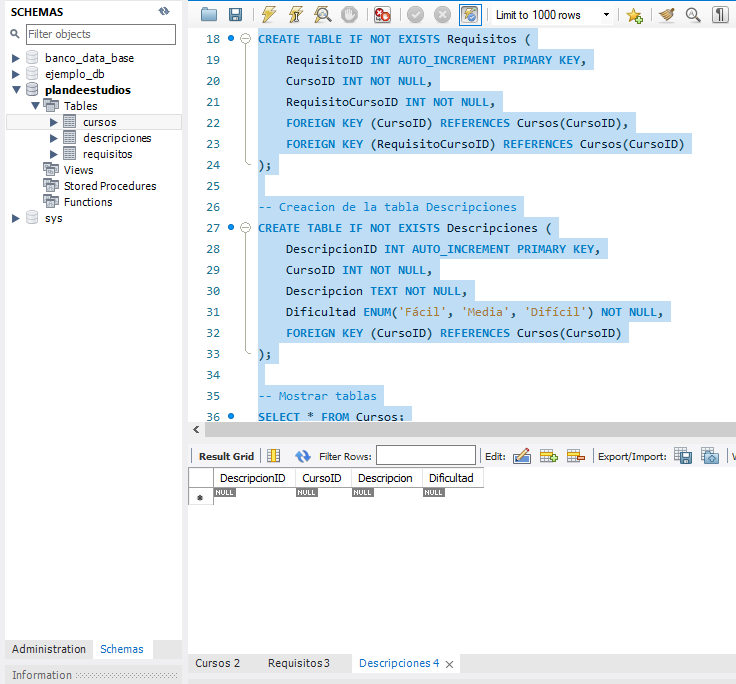 SCHEMAS
Filter objects
banco_data_base
ejemplo_db
plandeestudios
Tables
cursos
descripciones
requisitos
Views
Stored Procedures
Functions
sys
Administration Schemas
Information
Limit to 1000 rows
18 CREATE TABLE IF NOT EXISTS Requisitos (
19 RequisitoID INT AUTO_INCREMENT PRIMARY KEY,
20 CursoID INT NOT NULL,
21 RequisitoCursoID INT NOT NULL,
22 FOREIGN KEY (CursoID) REFERENCES Cursos(CursoID),
23 FOREIGN KEY (RequisitoCursoID) REFERENCES Cursos(CursoID)
24 );
25
26 -- Creacion de la tabla Descripciones
27 CREATE TABLE IF NOT EXISTS Descripciones (
28 DescripcionID INT AUTO_INCREMENT PRIMARY KEY,
29 CursoID INT NOT NULL,
30 Descripcion TEXT NOT NULL,
31 Dificultad ENUM('Fácil', 'Media', 'Difícil') NOT NULL,
32 FOREIGN KEY (CursoID) REFERENCES Cursos(CursoID)
33 );
34
35 -- Mostrar tablas
36 SELECT * FROM Cursos;
Result Grid Filter Rows: Edit: Export/Import:
DescripcionID CursoID Descripcion Dificultad
NULL NULL NULL NULL
Cursos 2 Requisitos 3 Descripciones 4